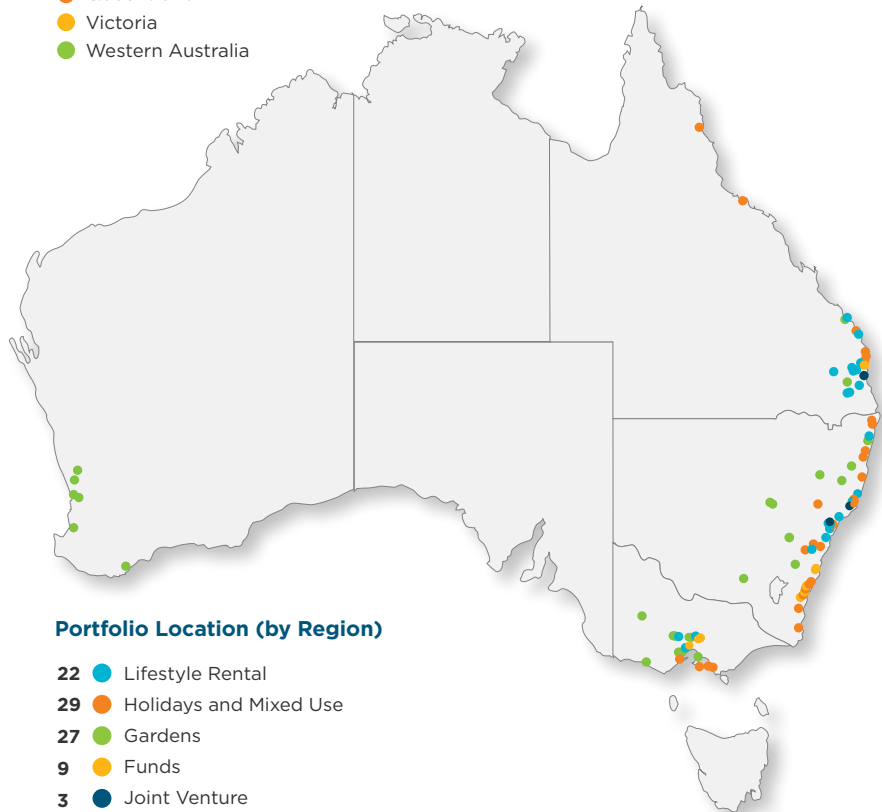 Victoria
Western Australia
Portfolio Location (by Region)
22 Lifestyle Rental
29 Holidays and Mixed Use
27 Gardens
9 Funds
3 Joint Venture